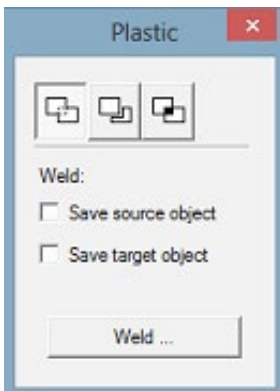 Plastic
Weld:
Save source object
Save target object
Weld ...